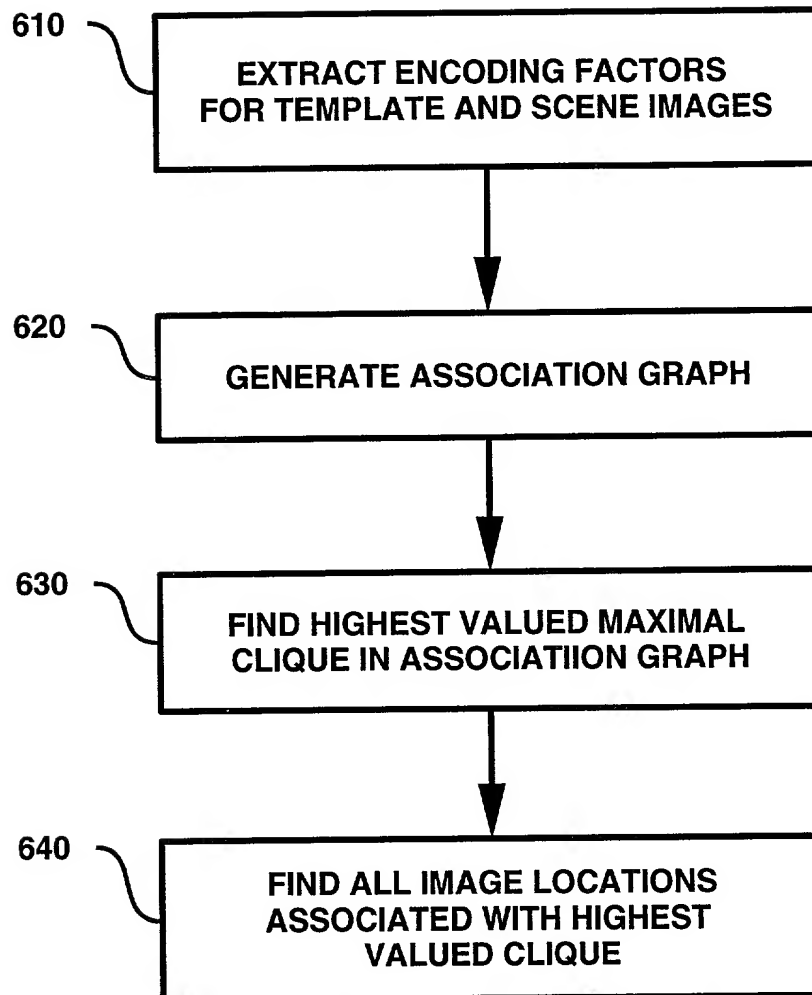 610
EXTRACT ENCODING FACTORS
FOR TEMPLATE AND SCENE IMAGES
620
GENERATE ASSOCIATION GRAPH
630
FIND HIGHEST VALUED MAXIMAL
CLIQUE IN ASSOCIATIION GRAPH
640
FIND ALL IMAGE LOCATIONS
ASSOCIATED WITH HIGHEST
VALUED CLIQUE